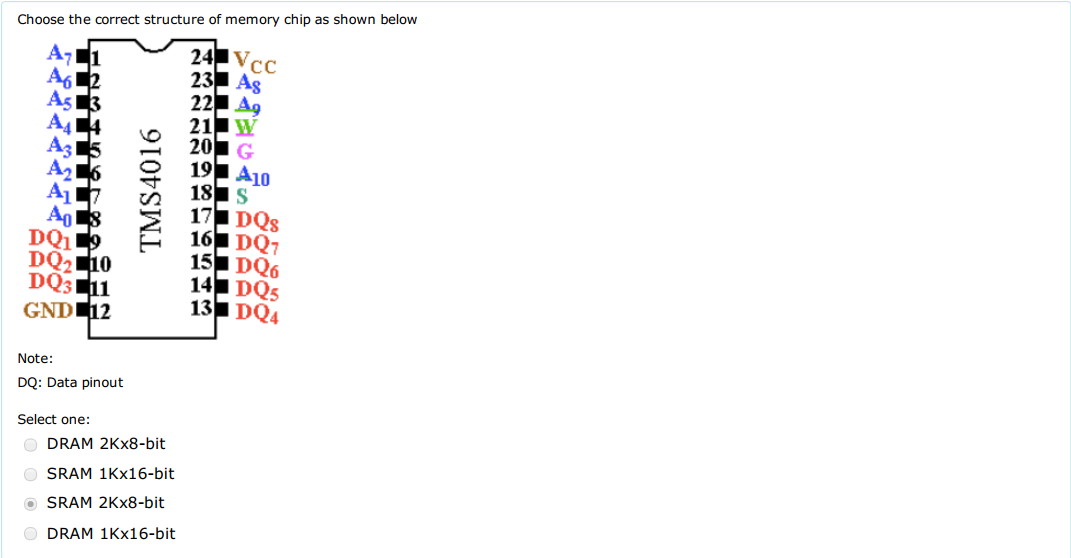 Choose the correct structure of memory chip as shown below
A7 1 24 VCC
A6 2 23 A8
A5 3 22 A9
A4 4 21 W
A3 5 20 G
A2 6 19 A10
A1 7 18 S
A0 8 17 DQ8
DQ1 9 16 DQ7
DQ2 10 15 DQ6
DQ3 11 14 DQ5
GND 12 13 DQ4
TMS4016
Note:
DQ: Data pinout
Select one:
DRAM 2Kx8-bit
SRAM 1Kx16-bit
SRAM 2Kx8-bit
DRAM 1Kx16-bit